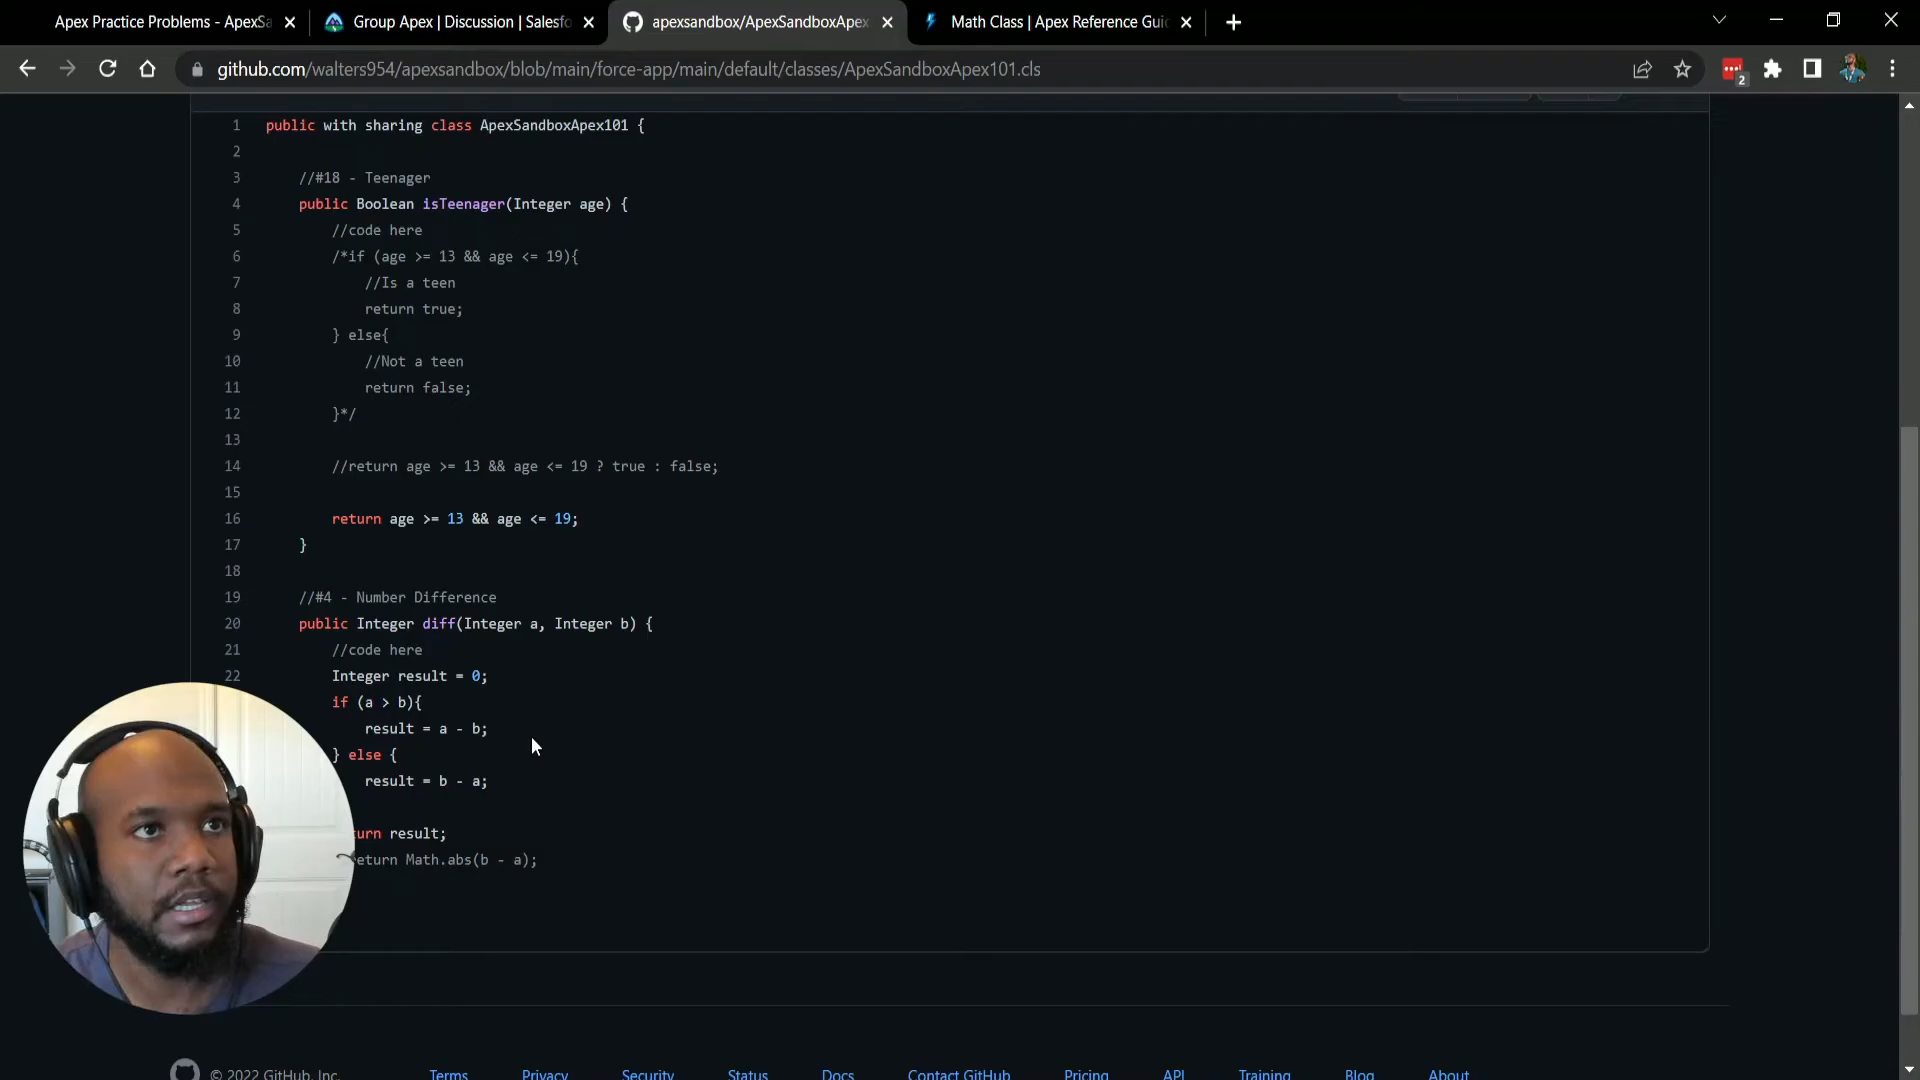 Apex Practice Problems - ApexSa
Group Apex | Discussion | Salesfo
apexsandbox/ApexSandboxApex
Math Class | Apex Reference Guid
github.com/walters954/apexsandbox/blob/main/force-app/main/default/classes/ApexSandboxApex101.cls
2
1 public with sharing class ApexSandboxApex101 {
2
3 //#18 - Teenager
4 public Boolean isTeenager(Integer age) {
5 //code here
6 /*if (age >= 13 && age <= 19){
7 //Is a teen
8 return true;
9 } else{
10 //Not a teen
11 return false;
12 }*/
13
14 //return age >= 13 && age <= 19 ? true : false;
15
16 return age >= 13 && age <= 19;
17 }
18
19 //#4 - Number Difference
20 public Integer diff(Integer a, Integer b) {
21 //code here
22 Integer result = 0;
if (a > b){
result = a - b;
} else {
result = b - a;
urn result;
eturn Math.abs(b - a);
© 2022 GitHub, Inc. Terms Privacy Security Status Docs Contact GitHub Pricing API Training Blog About